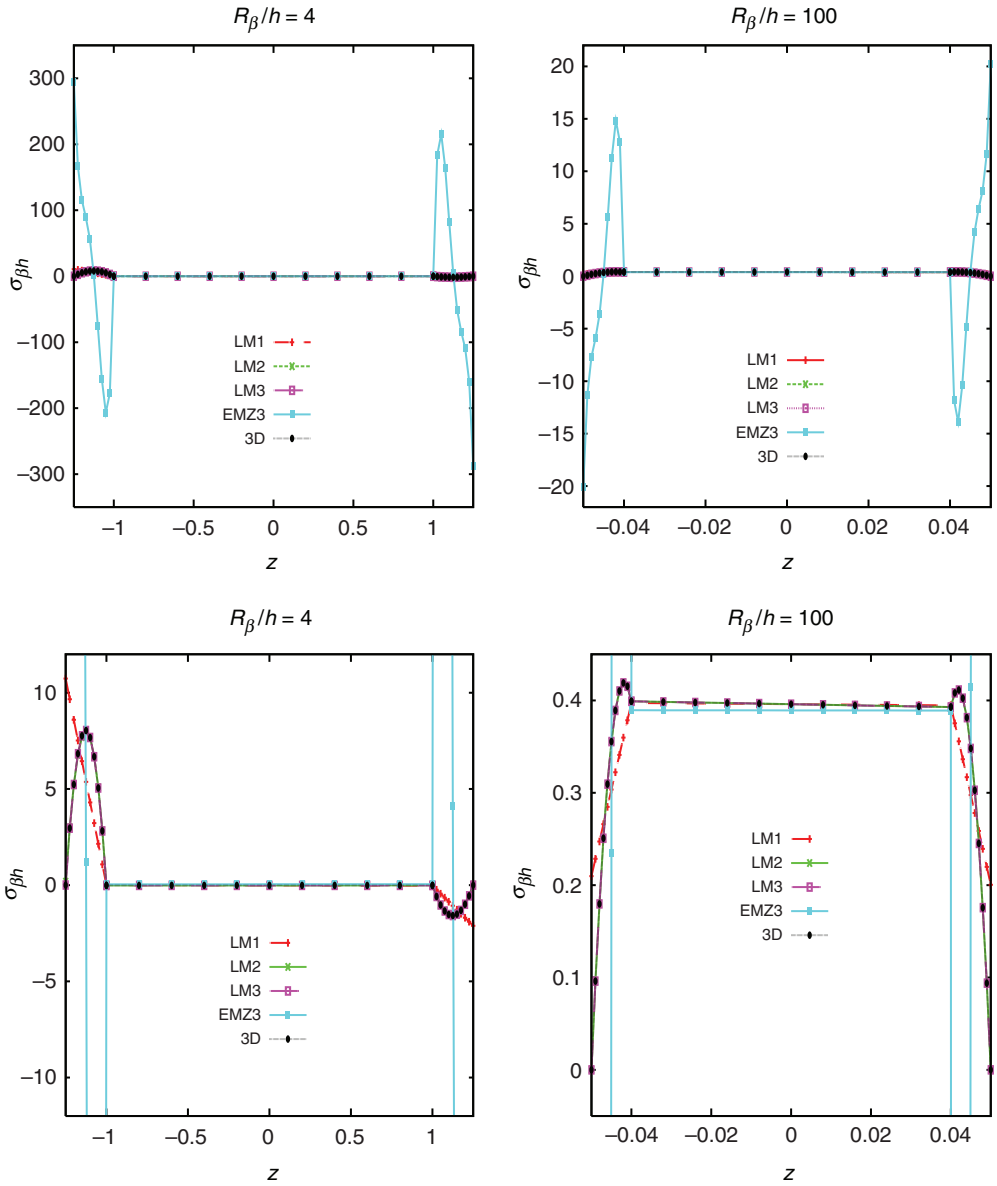 R_β/h = 4
300
200
100
0
−100
−200
−300
σ_βh
LM1
LM2
LM3
EMZ3
3D
−1
−0.5
0
0.5
1
z
R_β/h = 100
20
15
10
5
0
−5
−10
−15
−20
σ_βh
LM1
LM2
LM3
EMZ3
3D
−0.04
−0.02
0
0.02
0.04
z
R_β/h = 4
10
5
0
−5
−10
σ_βh
LM1
LM2
LM3
EMZ3
3D
−1
−0.5
0
0.5
1
z
R_β/h = 100
0.4
0.3
0.2
0.1
0
σ_βh
LM1
LM2
LM3
EMZ3
3D
−0.04
−0.02
0
0.02
0.04
z